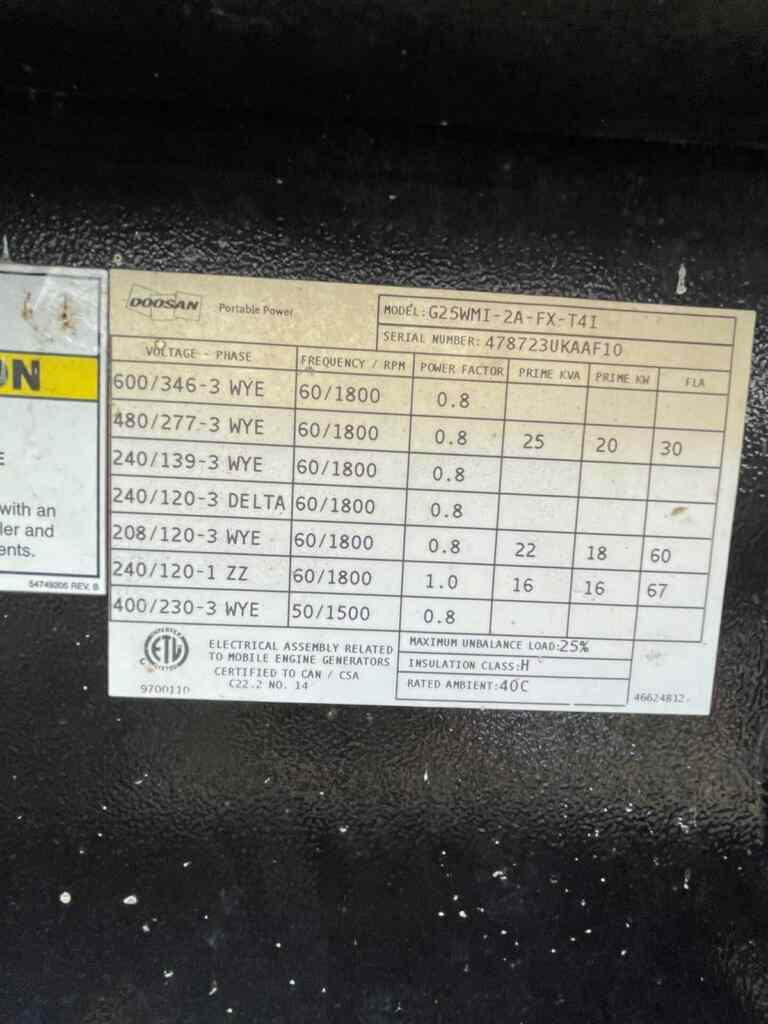 DOOSAN Portable Power
MODEL: G25WMI-2A-FX-T4I
SERIAL NUMBER: 478723UKAAF10
VOLTAGE - PHASE FREQUENCY / RPM POWER FACTOR PRIME KVA PRIME KW FLA
600/346-3 WYE 60/1800 0.8
480/277-3 WYE 60/1800 0.8 25 20 30
240/139-3 WYE 60/1800 0.8
240/120-3 DELTA 60/1800 0.8
208/120-3 WYE 60/1800 0.8 22 18 60
240/120-1 ZZ 60/1800 1.0 16 16 67
400/230-3 WYE 50/1500 0.8
ETL
9700110
ELECTRICAL ASSEMBLY RELATED
TO MOBILE ENGINE GENERATORS
CERTIFIED TO CAN / CSA
C22.2 NO. 14
MAXIMUM UNBALANCE LOAD: 25%
INSULATION CLASS: H
RATED AMBIENT: 40C
46624812
ON
E
with an
ler and
ents.
54749206 REV. B